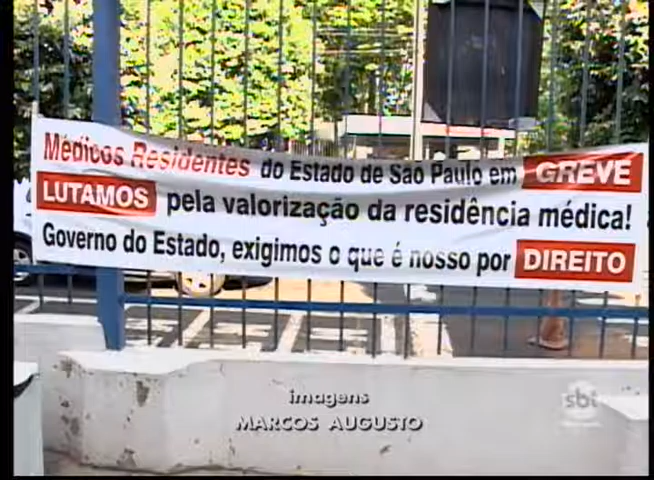 Médicos Residentes do Estado de São Paulo em GREVE
LUTAMOS pela valorização da residência médica!
Governo do Estado, exigimos o que é nosso por DIREITO
imagens
MARCOS AUGUSTO
sbt